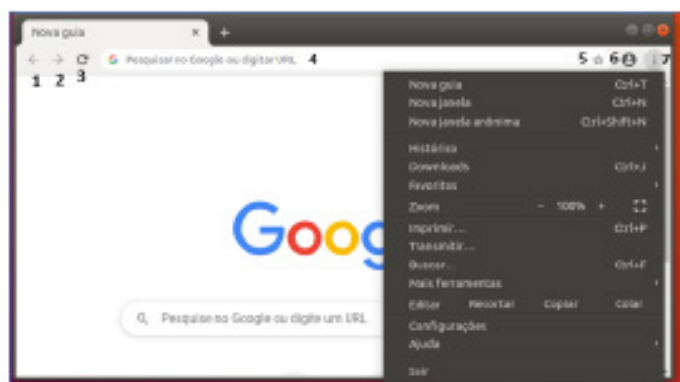 Nova guia × +
Pesquisar no Google ou digitar URL 4 5 6 7
1 2 3
Nova guia Ctrl+T
Nova janela Ctrl+N
Nova janela anônima Ctrl+Shift+N
Histórico
Downloads Ctrl+J
Favoritos
Zoom - 100% +
Imprimir... Ctrl+P
Transmitir...
Buscar... Ctrl+F
Mais ferramentas
Editar Recortar Copiar Colar
Configurações
Ajuda
Sair
Goog
Pesquise no Google ou digite um URL